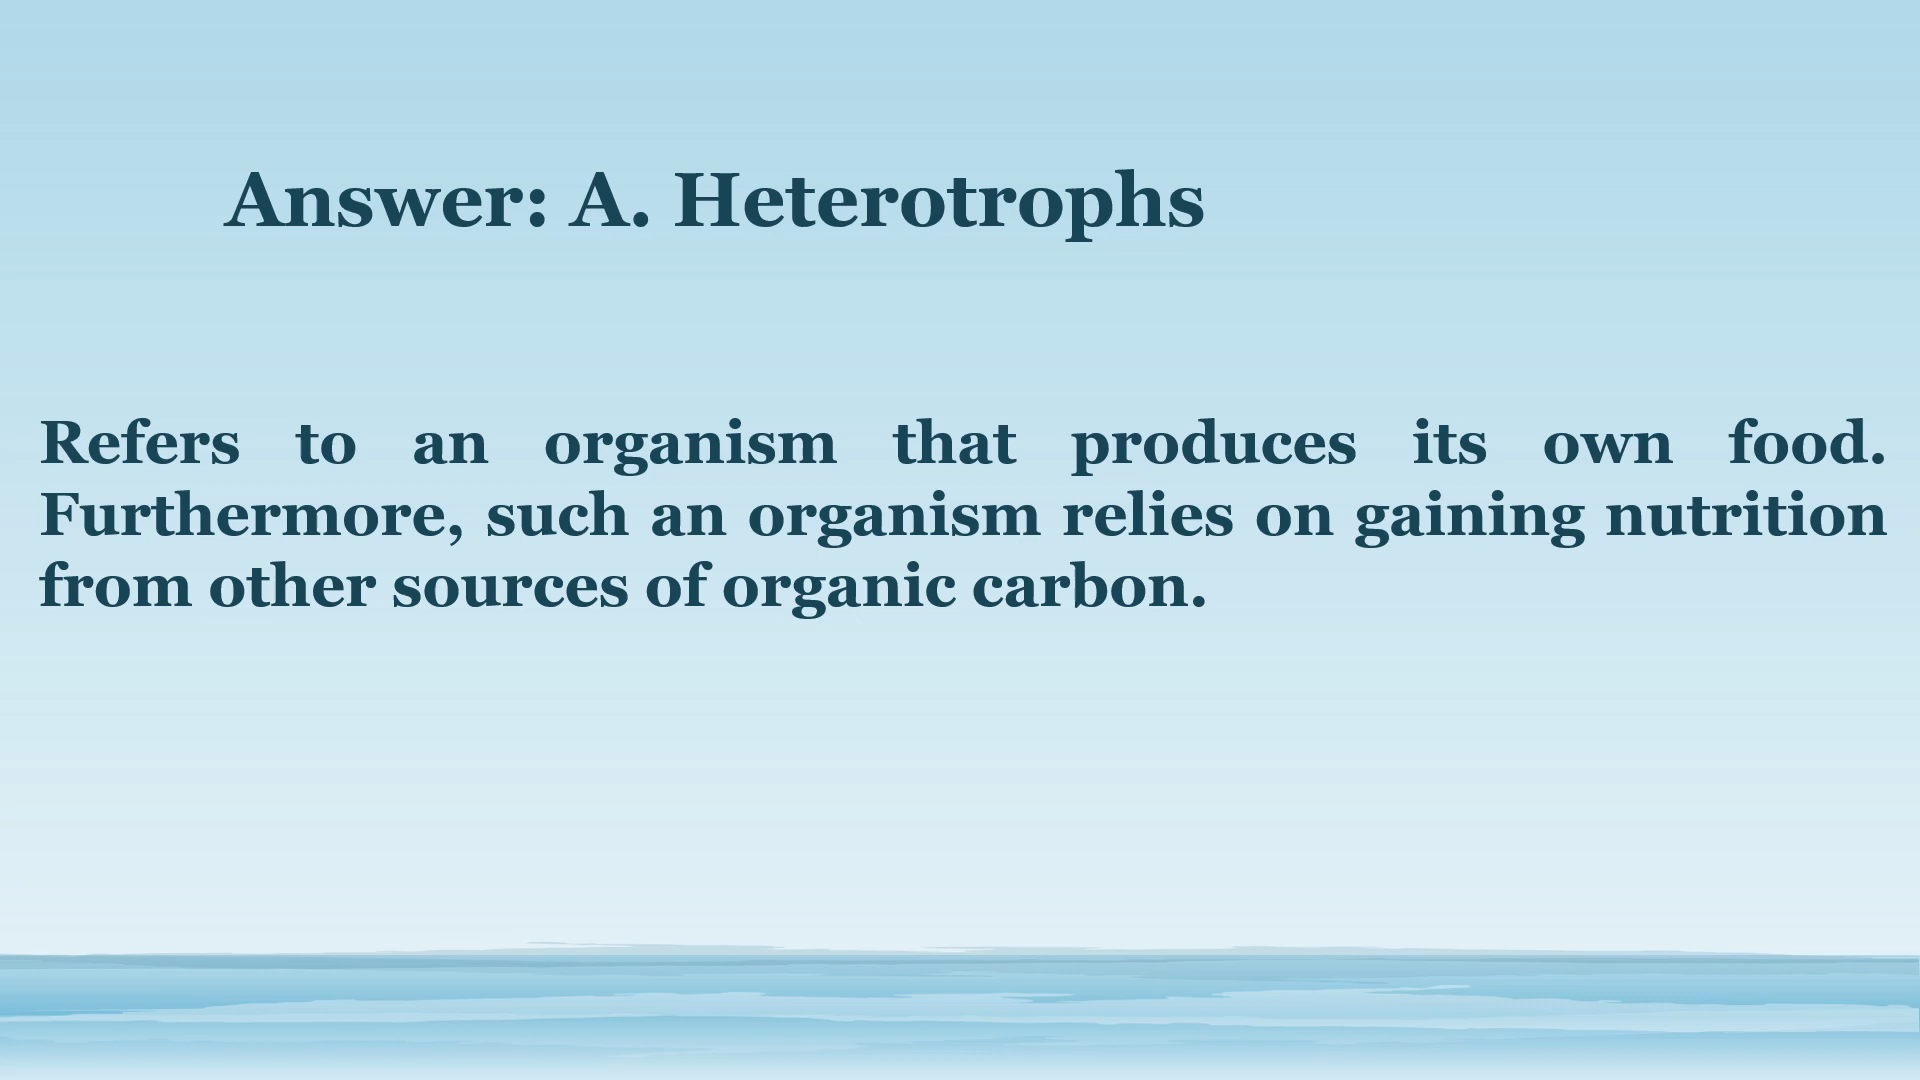 Answer: A. Heterotrophs
Refers to an organism that produces its own food.
Furthermore, such an organism relies on gaining nutrition
from other sources of organic carbon.